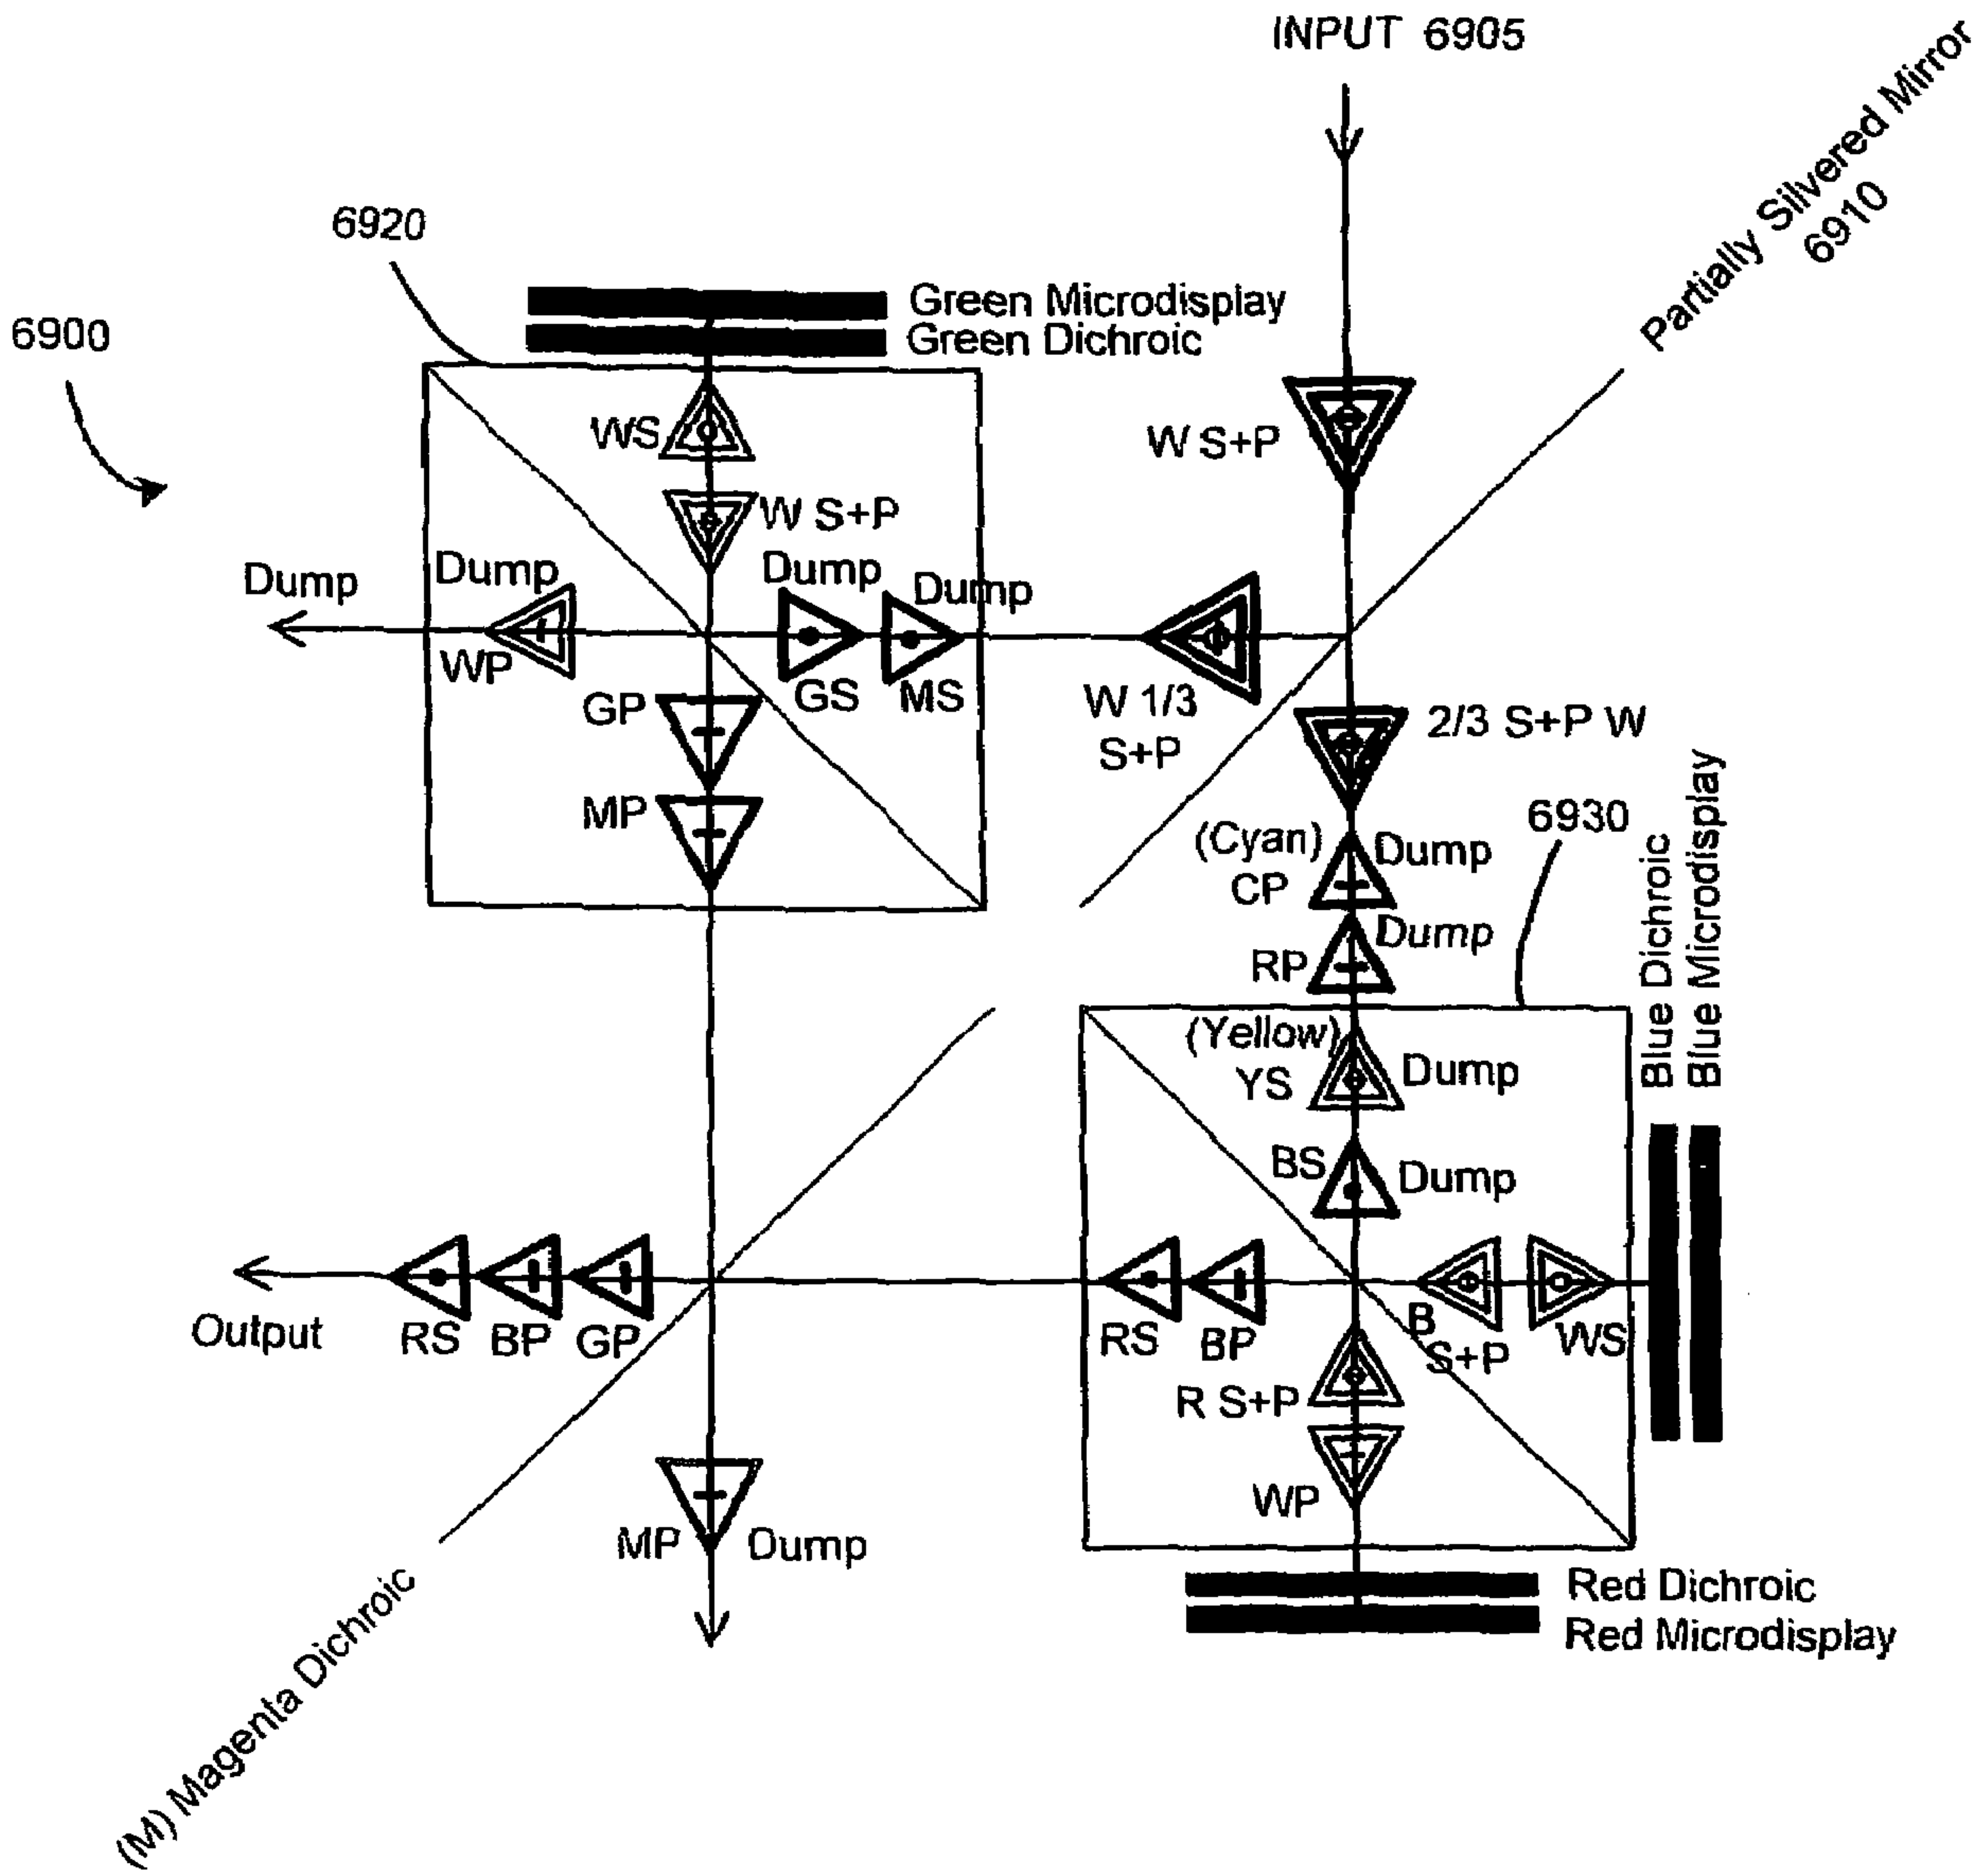 INPUT 6905
Partially Silvered Mirror
6910
6920
6900
Green Microdisplay
Green Dichroic
WS
W S+P
W S+P
Dump
Dump
Dump
Dump
WP
GS
MS
GP
MP
W 1/3
S+P
2/3 S+P W
6930
Blue Dichroic
Blue Microdisplay
(Cyan)
CP
Dump
RP
Dump
(Yellow)
YS
Dump
BS
Dump
Output
RS
BP
GP
RS
BP
B
S+P
WS
R S+P
WP
MP
Dump
Red Dichroic
Red Microdisplay
(M) Magenta Dichroic